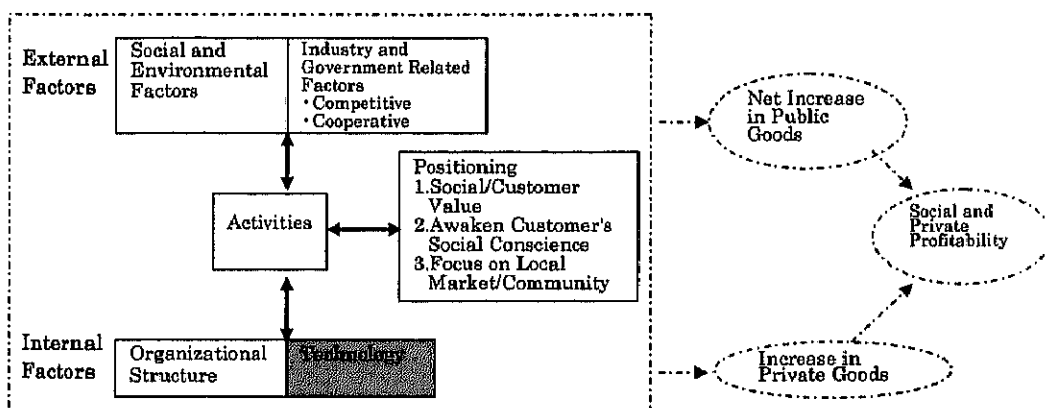 External
Factors
Social and
Environmental
Factors
Industry and
Government Related
Factors
・Competitive
・Cooperative
Activities
Positioning
1.Social/Customer
Value
2.Awaken Customer's
Social Conscience
3.Focus on Local
Market/Community
Internal
Factors
Organizational
Structure
Technology
Net Increase
in Public
Goods
Social and
Private
Profitability
Increase in
Private Goods